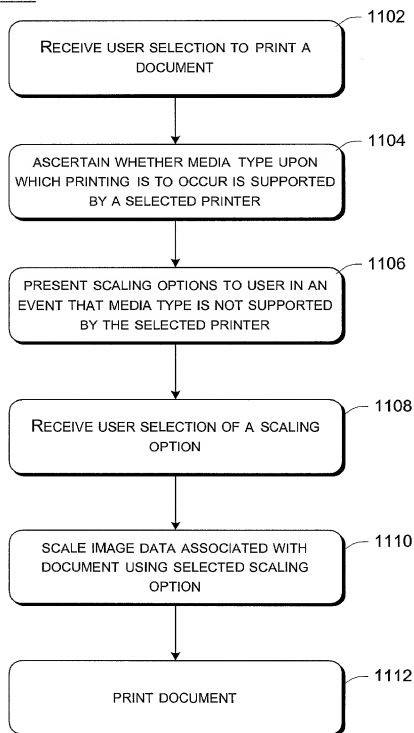 1102
RECEIVE USER SELECTION TO PRINT A
DOCUMENT
1104
ASCERTAIN WHETHER MEDIA TYPE UPON
WHICH PRINTING IS TO OCCUR IS SUPPORTED
BY A SELECTED PRINTER
1106
PRESENT SCALING OPTIONS TO USER IN AN
EVENT THAT MEDIA TYPE IS NOT SUPPORTED
BY THE SELECTED PRINTER
1108
RECEIVE USER SELECTION OF A SCALING
OPTION
1110
SCALE IMAGE DATA ASSOCIATED WITH
DOCUMENT USING SELECTED SCALING
OPTION
1112
PRINT DOCUMENT